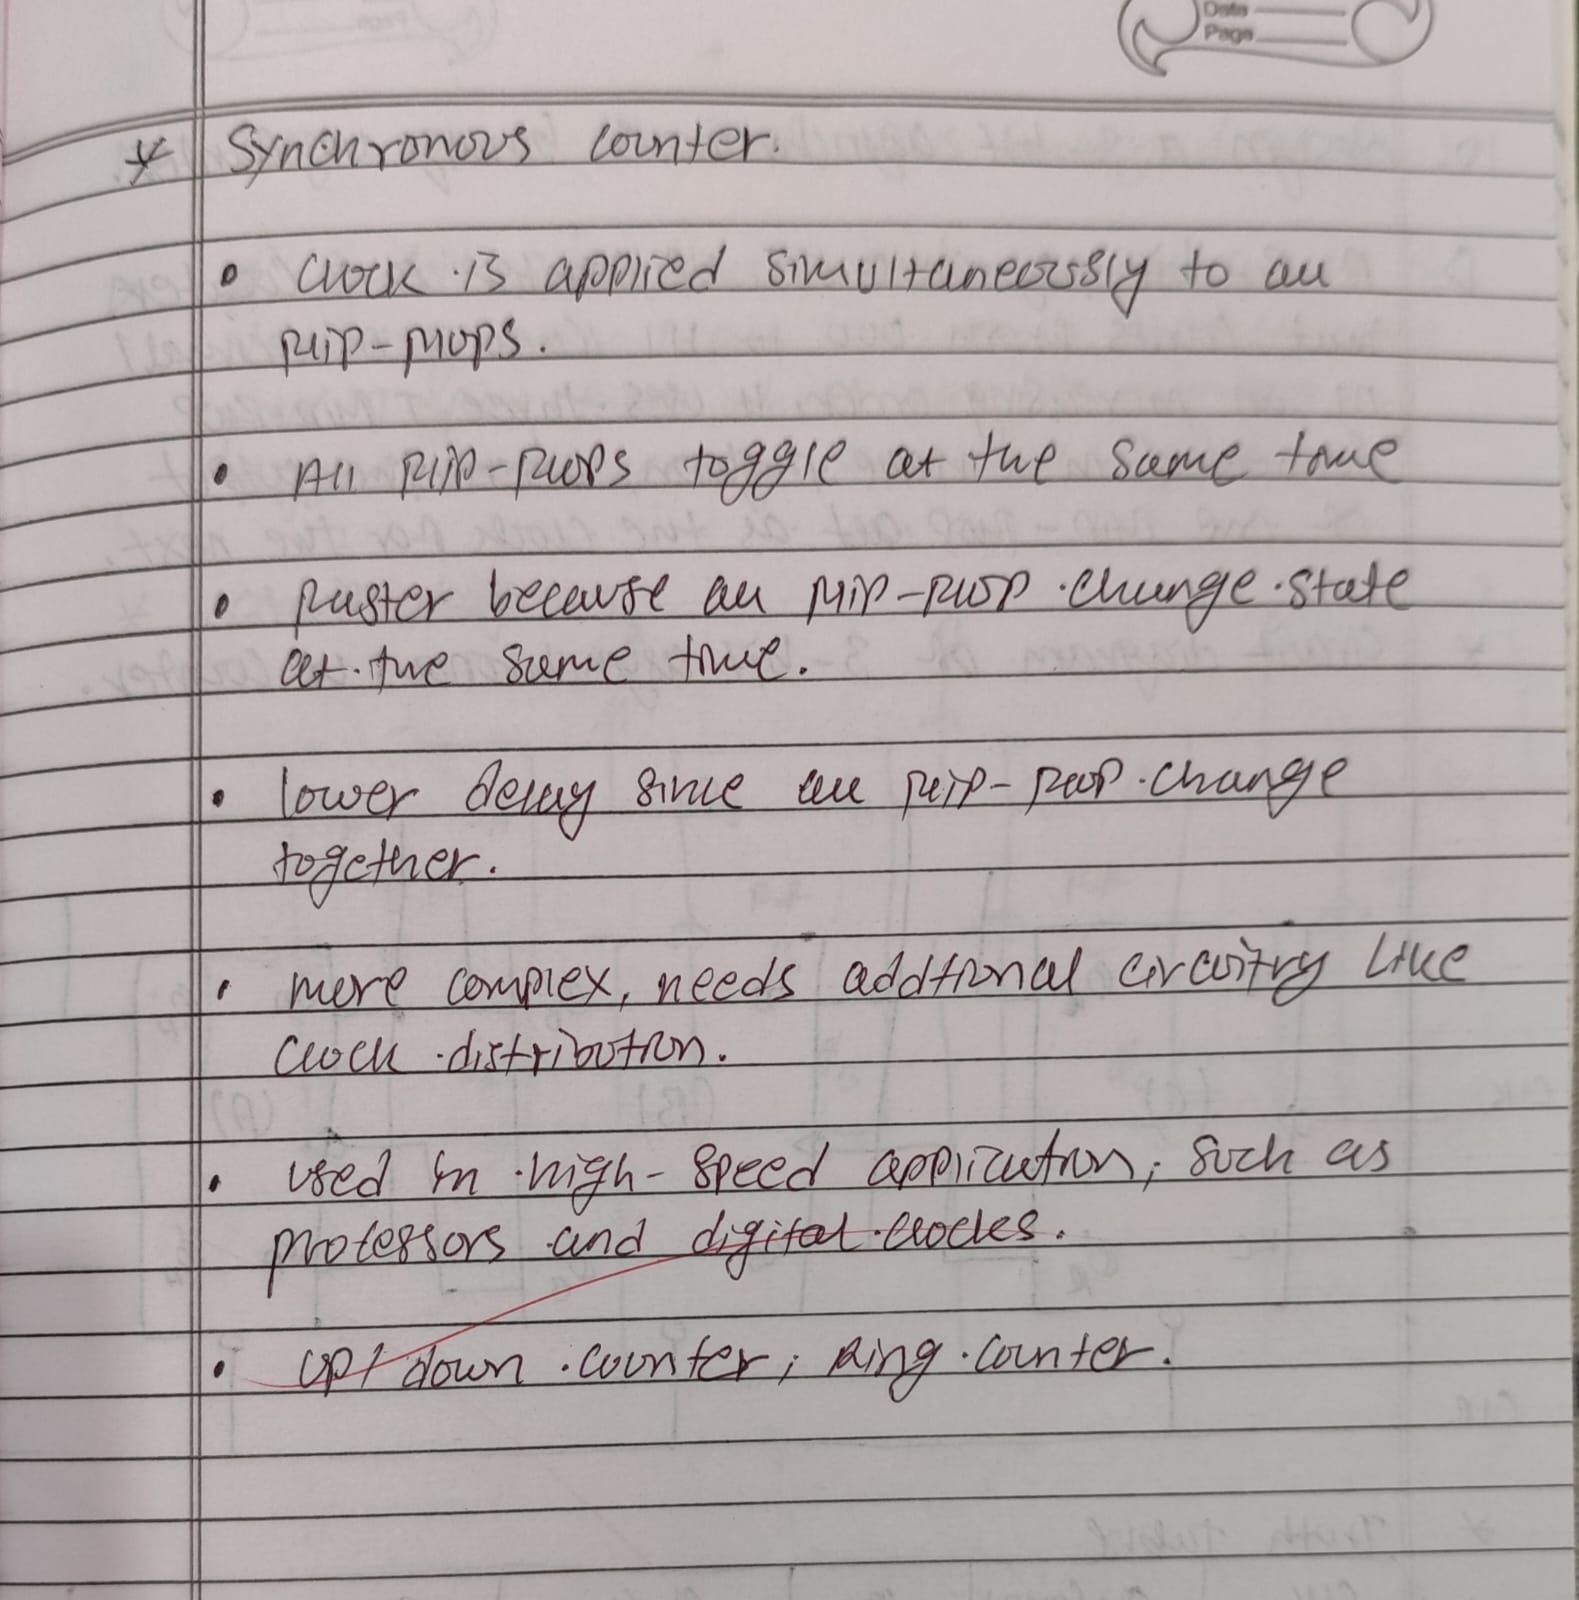 Date
Page
* Synchronous counter.
• Clock is applied simultaneously to all
flip-flops.
• All flip-flops toggle at the same time
• faster because all flip-flop change state
at the same time.
• lower delay since all flip-flop change
together.
• more complex, needs addtional circuitry like
clock distribution.
• used in high-speed application, such as
processors and digital clocks.
• up/down counter, Ring counter.